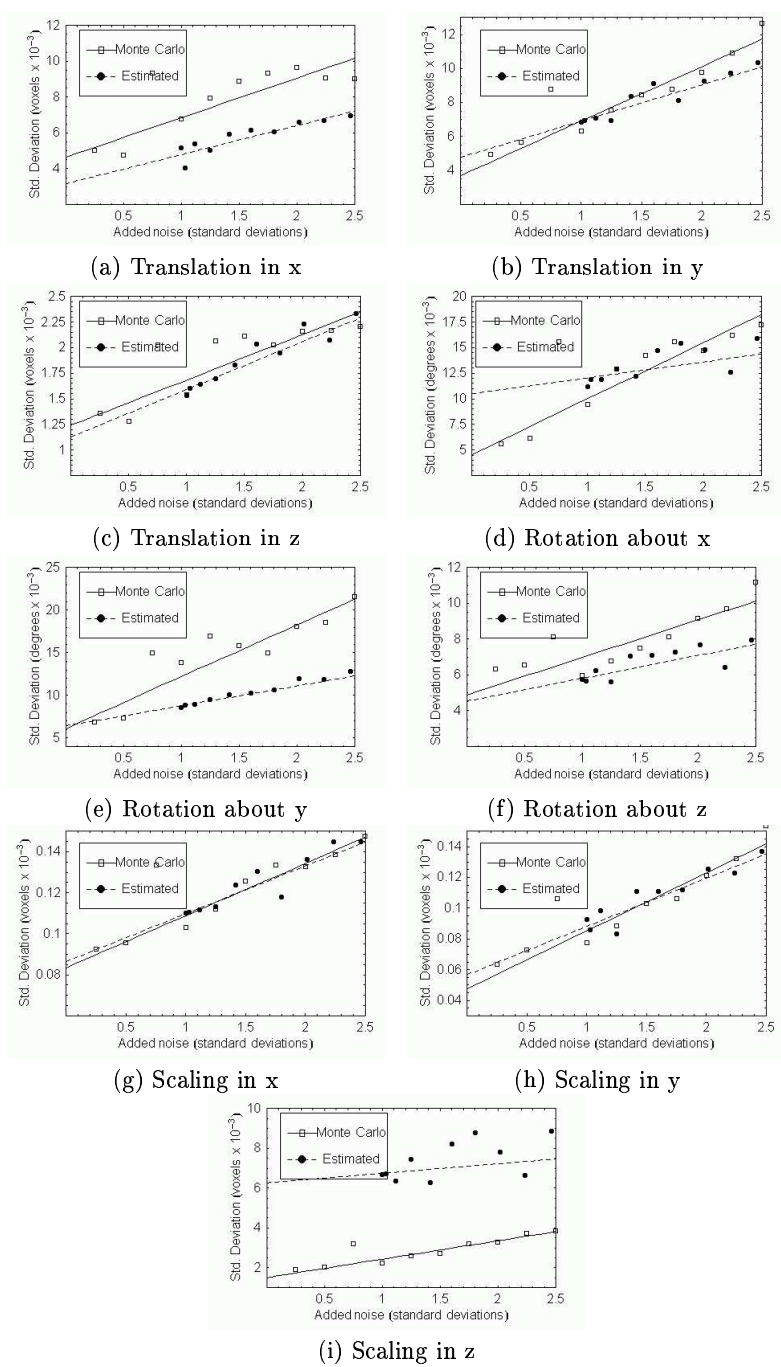 Std. Deviation (voxels x 10⁻³)
12
10
8
6
4
Monte Carlo
Estimated
0.5 1 1.5 2 2.5
Added noise (standard deviations)
(a) Translation in x
Std. Deviation (voxels x 10⁻³)
12
10
8
6
4
Monte Carlo
Estimated
0.5 1 1.5 2 2.5
Added noise (standard deviations)
(b) Translation in y
Std. Deviation (voxels x 10⁻³)
2.5
2.25
2
1.75
1.5
1.25
1
Monte Carlo
Estimated
0.5 1 1.5 2 2.5
Added noise (standard deviations)
(c) Translation in z
Std. Deviation (degrees x 10⁻³)
20
17.5
15
12.5
10
7.5
5
Monte Carlo
Estimated
0.5 1 1.5 2 2.5
Added noise (standard deviations)
(d) Rotation about x
Std. Deviation (degrees x 10⁻³)
25
20
15
10
5
Monte Carlo
Estimated
0.5 1 1.5 2 2.5
Added noise (standard deviations)
(e) Rotation about y
Std. Deviation (degrees x 10⁻³)
12
10
8
6
4
Monte Carlo
Estimated
0.5 1 1.5 2 2.5
Added noise (standard deviations)
(f) Rotation about z
Std. Deviation (voxels x 10⁻³)
0.14
0.12
0.1
0.08
Monte Carlo
Estimated
0.5 1 1.5 2 2.5
Added noise (standard deviations)
(g) Scaling in x
Std. Deviation (voxels x 10⁻³)
0.14
0.12
0.1
0.08
0.06
0.04
Monte Carlo
Estimated
0.5 1 1.5 2 2.5
Added noise (standard deviations)
(h) Scaling in y
Std. Deviation (voxels x 10⁻³)
10
8
6
4
2
Monte Carlo
Estimated
0.5 1 1.5 2 2.5
Added noise (standard deviations)
(i) Scaling in z